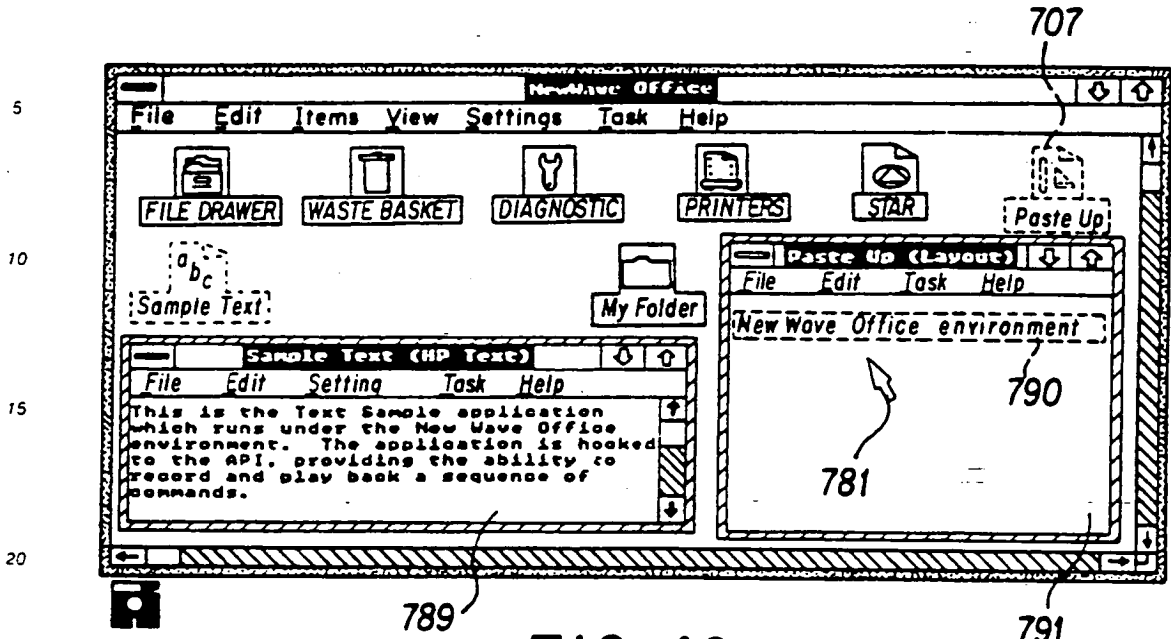 707
NewWave Office
5
File Edit Items View Settings Task Help
FILE DRAWER WASTE BASKET DIAGNOSTIC PRINTERS STAR Paste Up
10
abc
Sample Text
My Folder
Paste Up (Layout)
File Edit Task Help
New Wave Office environment
790
Sample Text (HP Text)
File Edit Setting Task Help
15
This is the Text Sample application
which runs under the New Wave Office
environment. The application is hooked
to the API, providing the ability to
record and play back a sequence of
commands.
781
20
789
791